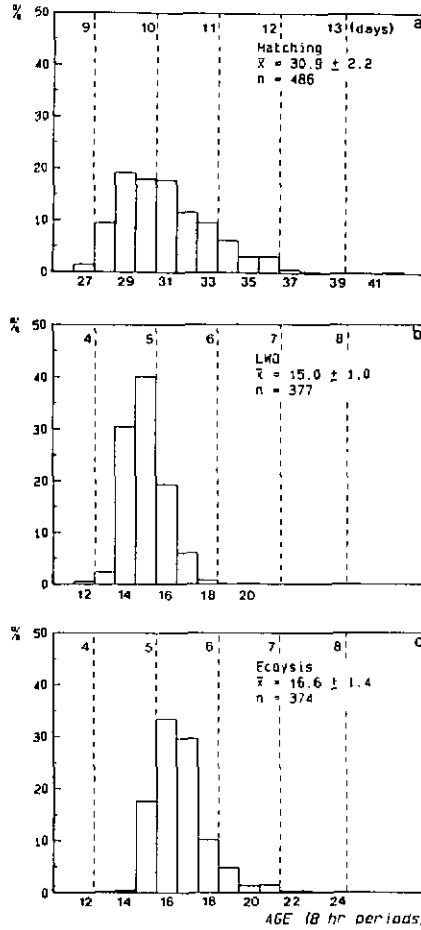 % 9 10 11 12 13 (days) a
Hatching
x̄ = 30.9 ± 2.2
n = 486
50
40
30
20
10
0
27 29 31 33 35 37 39 41
% 4 5 6 7 8 b
LWD
x̄ = 15.0 ± 1.0
n = 377
50
40
30
20
10
0
12 14 16 18 20
% 4 5 6 7 8 c
Ecdysis
x̄ = 16.6 ± 1.4
n = 374
50
40
30
20
10
0
12 14 16 18 20 22 24
AGE (8 hr periods)